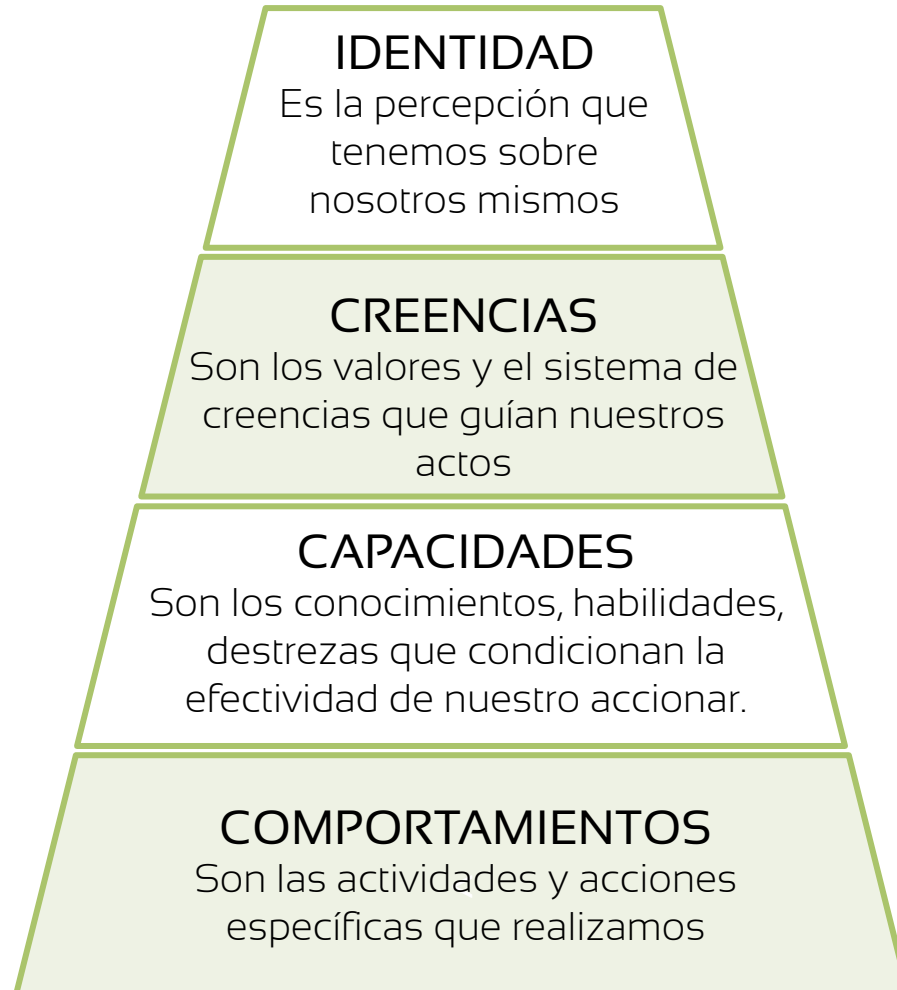 IDENTIDAD
Es la percepción que
tenemos sobre
nosotros mismos
CREENCIAS
Son los valores y el sistema de
creencias que guían nuestros
actos
CAPACIDADES
Son los conocimientos, habilidades,
destrezas que condicionan la
efectividad de nuestro accionar.
COMPORTAMIENTOS
Son las actividades y acciones
específicas que realizamos